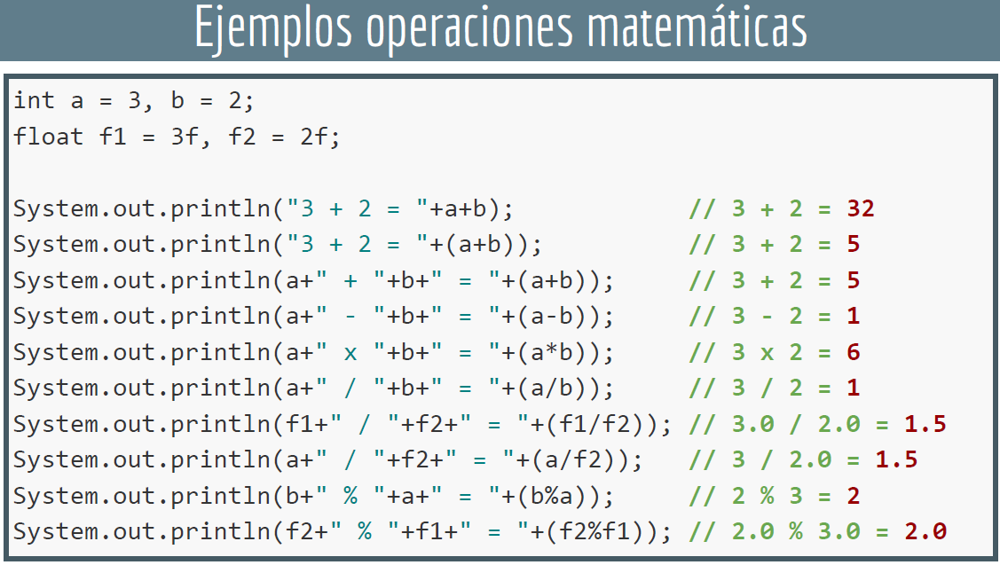 Ejemplos operaciones matemáticas
int a = 3, b = 2;
float f1 = 3f, f2 = 2f;
System.out.println("3 + 2 = "+a+b); // 3 + 2 = 32
System.out.println("3 + 2 = "+(a+b)); // 3 + 2 = 5
System.out.println(a+" + "+b+" = "+(a+b)); // 3 + 2 = 5
System.out.println(a+" - "+b+" = "+(a-b)); // 3 - 2 = 1
System.out.println(a+" x "+b+" = "+(a*b)); // 3 x 2 = 6
System.out.println(a+" / "+b+" = "+(a/b)); // 3 / 2 = 1
System.out.println(f1+" / "+f2+" = "+(f1/f2)); // 3.0 / 2.0 = 1.5
System.out.println(a+" / "+f2+" = "+(a/f2)); // 3 / 2.0 = 1.5
System.out.println(b+" % "+a+" = "+(b%a)); // 2 % 3 = 2
System.out.println(f2+" % "+f1+" = "+(f2%f1)); // 2.0 % 3.0 = 2.0